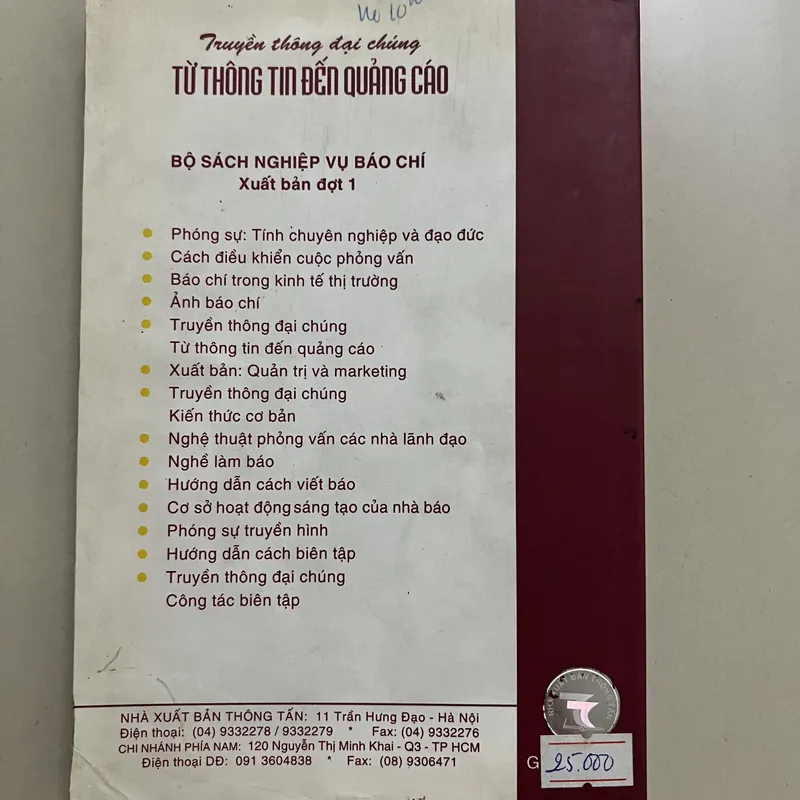 Truyền thông đại chúng
TỪ THÔNG TIN ĐẾN QUẢNG CÁO
BỘ SÁCH NGHIỆP VỤ BÁO CHÍ
Xuất bản đợt 1
Phóng sự: Tính chuyên nghiệp và đạo đức
Cách điều khiển cuộc phỏng vấn
Báo chí trong kinh tế thị trường
Ảnh báo chí
Truyền thông đại chúng
Từ thông tin đến quảng cáo
Xuất bản: Quản trị và marketing
Truyền thông đại chúng
Kiến thức cơ bản
Nghệ thuật phỏng vấn các nhà lãnh đạo
Nghề làm báo
Hướng dẫn cách viết báo
Cơ sở hoạt động sáng tạo của nhà báo
Phóng sự truyền hình
Hướng dẫn cách biên tập
Truyền thông đại chúng
Công tác biên tập
NHÀ XUẤT BẢN THÔNG TẤN: 11 Trần Hưng Đạo - Hà Nội
Điện thoại: (04) 9332278 / 9332279 * Fax: (04) 9332276
CHI NHÁNH PHÍA NAM: 120 Nguyễn Thị Minh Khai - Q3 - TP HCM
Điện thoại DĐ: 091 3604838 * Fax: (08) 9306471
NHÀ XUẤT BẢN THÔNG TẤN
G
25.000